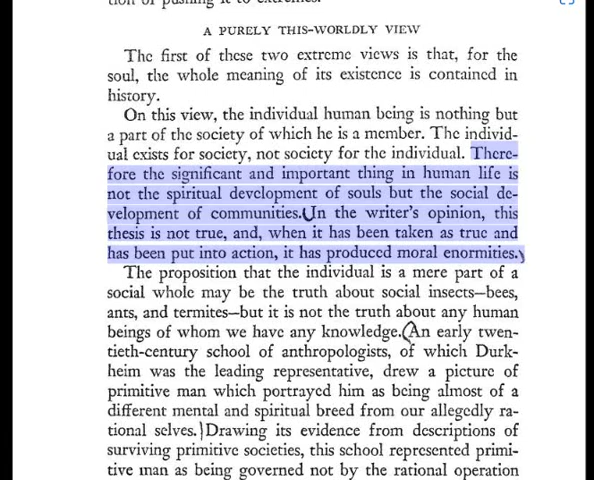 tion of pushing it to extremes.
A PURELY THIS-WORLDLY VIEW
The first of these two extreme views is that, for the
soul, the whole meaning of its existence is contained in
history.
On this view, the individual human being is nothing but
a part of the society of which he is a member. The individ-
ual exists for society, not society for the individual. There-
fore the significant and important thing in human life is
not the spiritual development of souls but the social de-
velopment of communities. In the writer's opinion, this
thesis is not true, and, when it has been taken as true and
has been put into action, it has produced moral enormities.
The proposition that the individual is a mere part of a
social whole may be the truth about social insects—bees,
ants, and termites—but it is not the truth about any human
beings of whom we have any knowledge. An early twen-
tieth-century school of anthropologists, of which Durk-
heim was the leading representative, drew a picture of
primitive man which portrayed him as being almost of a
different mental and spiritual breed from our allegedly ra-
tional selves. Drawing its evidence from descriptions of
surviving primitive societies, this school represented primi-
tive man as being governed not by the rational operation